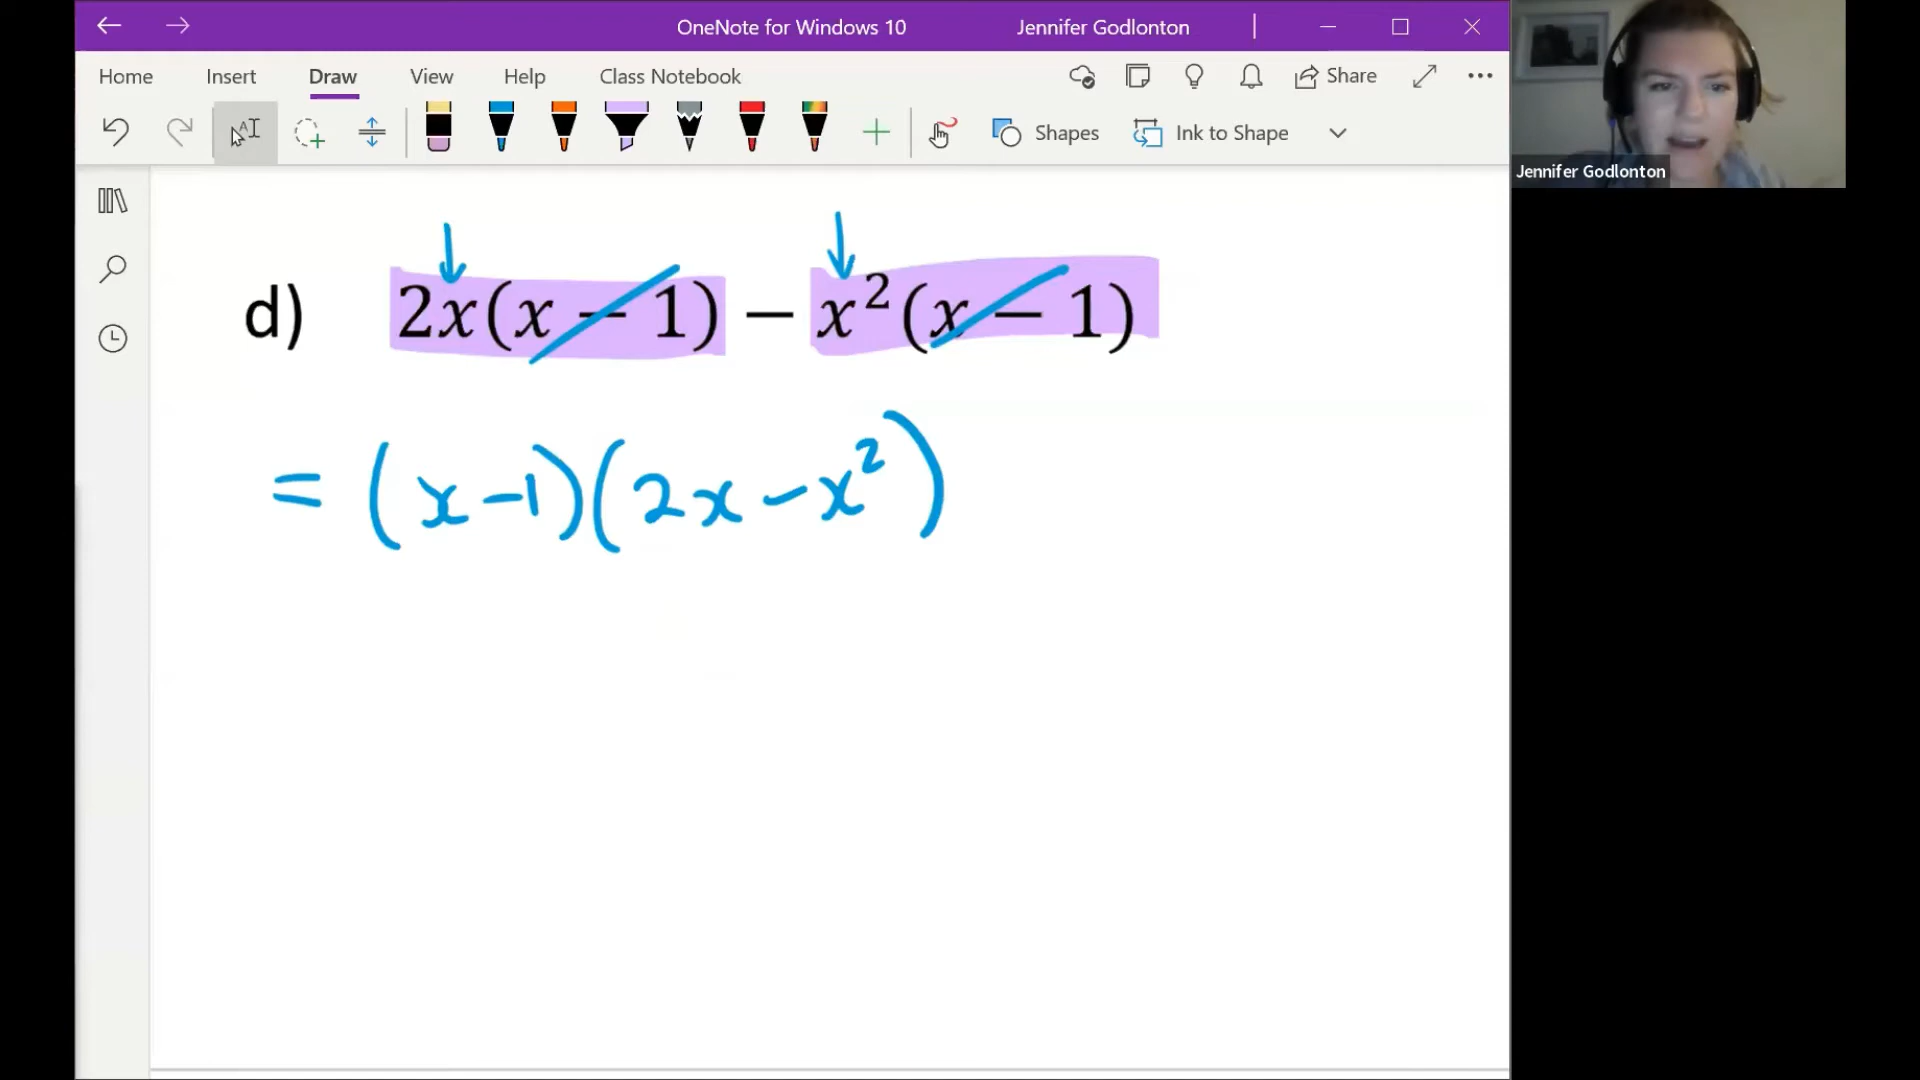 OneNote for Windows 10 Jennifer Godlonton
Home Insert Draw View Help Class Notebook Share
Shapes Ink to Shape
Jennifer Godlonton
d) 2x(x − 1) − x²(x − 1)
= (x − 1)(2x − x²)